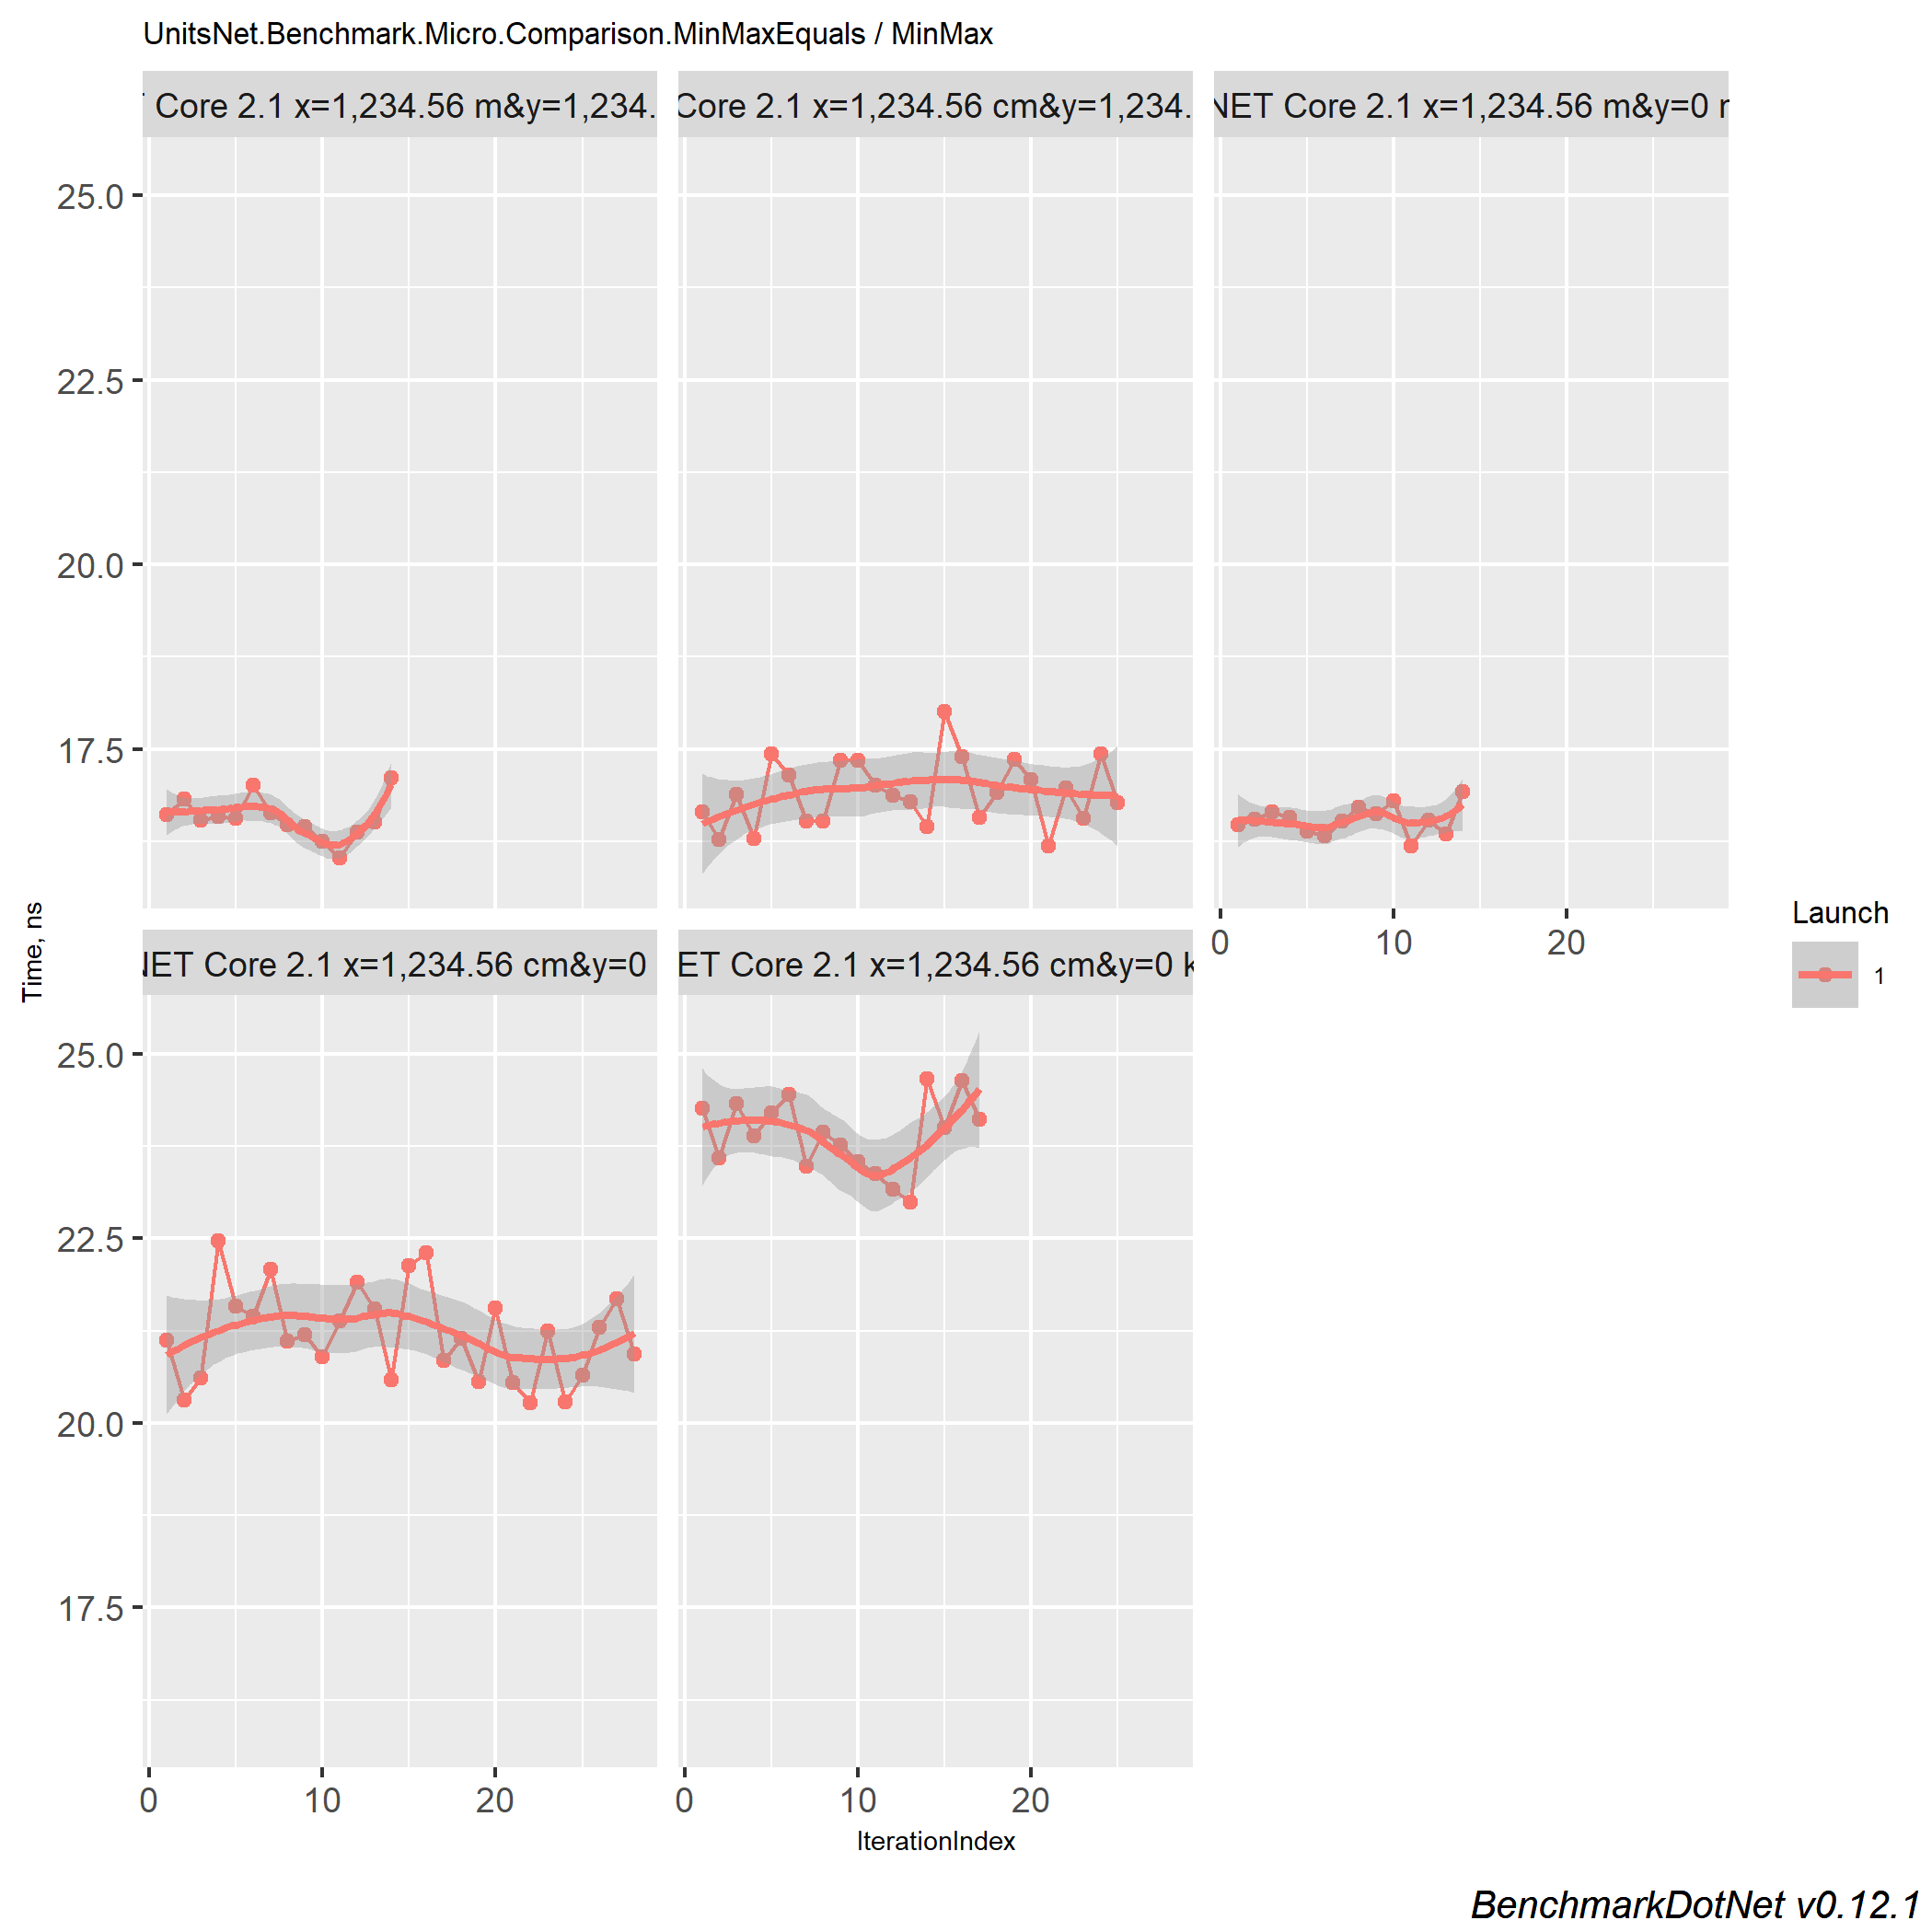 UnitsNet.Benchmark.Micro.Comparison.MinMaxEquals / MinMax
Core 2.1 x=1,234.56 m&y=1,234.
Core 2.1 x=1,234.56 cm&y=1,234.
NET Core 2.1 x=1,234.56 m&y=0
25.0
22.5
20.0
17.5
0
10
20
NET Core 2.1 x=1,234.56 cm&y=0
ET Core 2.1 x=1,234.56 cm&y=0 k
25.0
22.5
20.0
17.5
0
10
20
0
10
20
Time, ns
IterationIndex
Launch
1
BenchmarkDotNet v0.12.1